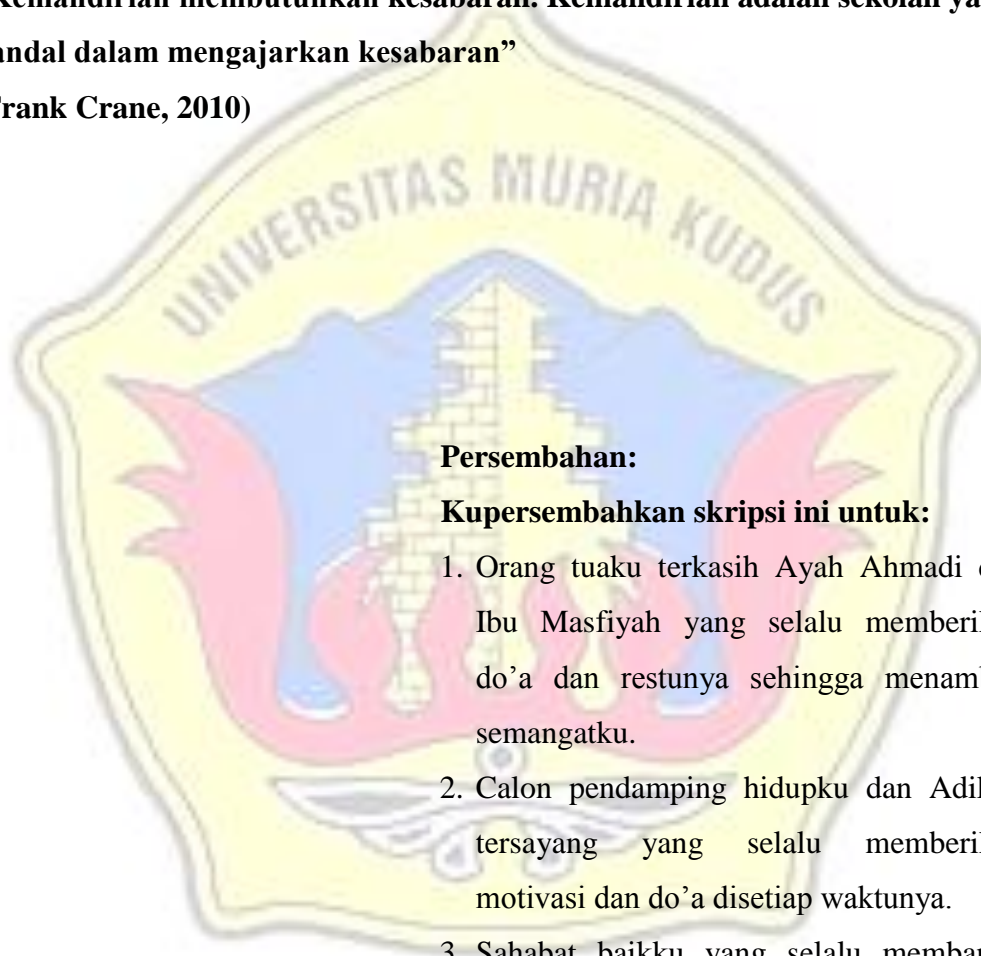 Kemandirian membutuhkan kesabaran. Kemandirian adalah sekolah ya
andal dalam mengajarkan kesabaran”
Frank Crane, 2010)
UNIVERSITAS MURIA KUDUS
Persembahan:
Kupersembahkan skripsi ini untuk:
1. Orang tuaku terkasih Ayah Ahmadi
Ibu Masfiyah yang selalu memberi
do’a dan restunya sehingga menam
semangatku.
2. Calon pendamping hidupku dan Adi
tersayang yang selalu memberi
motivasi dan do’a disetiap waktunya.
3. Sahabat baikku yang selalu memba